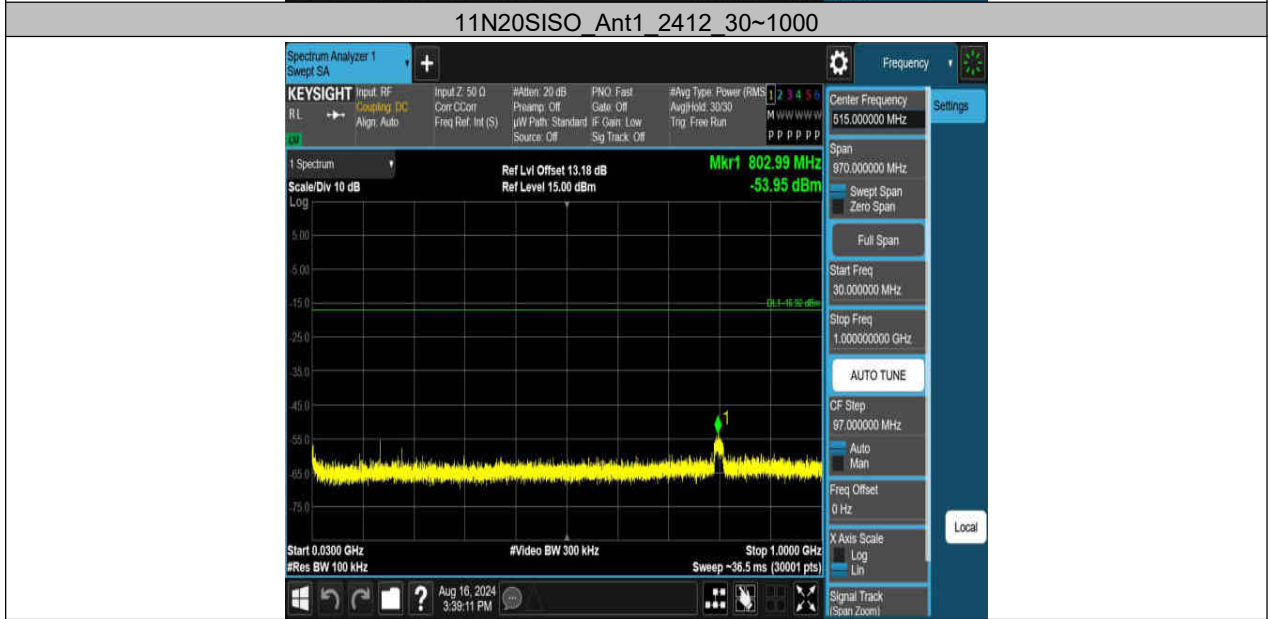 11N20SISO_Ant1_2412_30~1000
Spectrum Analyzer 1
Swept SA
+
Frequency
KEYSIGHT
RL
Input: RF
Coupling: DC
Align: Auto
Input Z: 50 Ω
Corr CCorr
Freq Ref: Int (S)
#Atten: 20 dB
Preamp: Off
µW Path: Standard
Source: Off
PNO: Fast
Gate: Off
IF Gain: Low
Sig Track: Off
#Avg Type: Power (RMS
Avg|Hold: 30/30
Trig: Free Run
1 2 3 4 5 6
M W W W W W
P P P P P P
1 Spectrum
Scale/Div 10 dB
Log
Ref Lvl Offset 13.18 dB
Ref Level 15.00 dBm
Mkr1 802.99 MHz
-53.95 dBm
5.00
-5.00
-15.0
-25.0
-35.0
-45.0
-55.0
-65.0
-75.0
1
Start 0.0300 GHz
#Res BW 100 kHz
#Video BW 300 kHz
Stop 1.0000 GHz
Sweep ~36.5 ms (30001 pts)
?
Aug 16, 2024
3:39:11 PM
Center Frequency
515.000000 MHz
Settings
Span
970.000000 MHz
Swept Span
Zero Span
Full Span
Start Freq
30.000000 MHz
Stop Freq
1.000000000 GHz
AUTO TUNE
CF Step
97.000000 MHz
Auto
Man
Freq Offset
0 Hz
X Axis Scale
Log
Lin
Local
Signal Track
(Span Zoom)